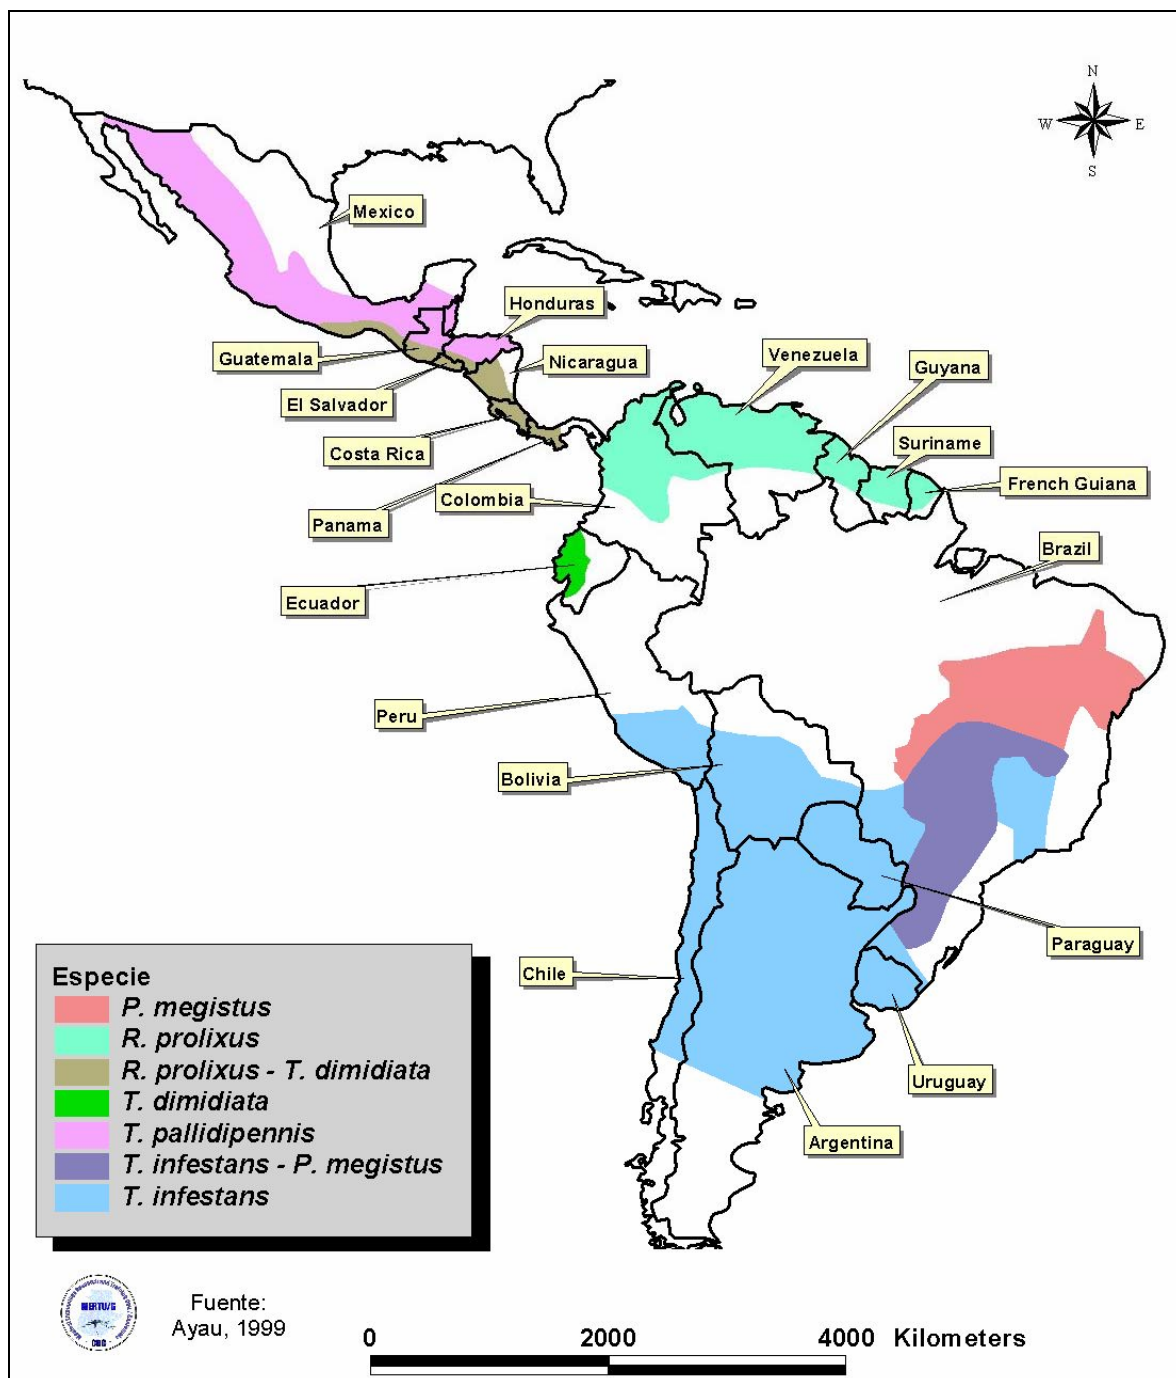 N
W E
S
Mexico
Honduras
Guatemala
Nicaragua
Venezuela
Guyana
El Salvador
Suriname
Costa Rica
French Guiana
Colombia
Panama
Brazil
Ecuador
Peru
Bolivia
Paraguay
Chile
Uruguay
Argentina
Especie
P. megistus
R. prolixus
R. prolixus - T. dimidiata
T. dimidiata
T. pallidipennis
T. infestans - P. megistus
T. infestans
MERTU/G
CDC
Fuente:
Ayau, 1999
0 2000 4000 Kilometers